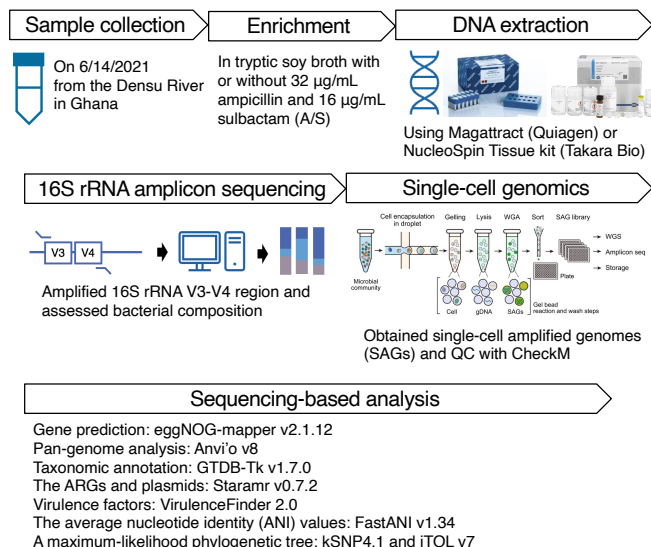 Sample collection
Enrichment
DNA extraction
On 6/14/2021
from the Densu River
in Ghana
In tryptic soy broth with
or without 32 µg/mL
ampicillin and 16 µg/mL
sulbactam (A/S)
Using Magattract (Quiagen) or
NucleoSpin Tissue kit (Takara Bio)
16S rRNA amplicon sequencing
Single-cell genomics
V3
V4
Amplified 16S rRNA V3-V4 region and
assessed bacterial composition
Cell encapsulation
in droplet
Gelling
Lysis
WGA
Sort
SAG library
WGS
Amplicon seq
Storage
Microbial
community
Plate
Cell
gDNA
SAGs
Gel bead
reaction and wash steps
Obtained single-cell amplified genomes
(SAGs) and QC with CheckM
Sequencing-based analysis
Gene prediction: eggNOG-mapper v2.1.12
Pan-genome analysis: Anvi'o v8
Taxonomic annotation: GTDB-Tk v1.7.0
The ARGs and plasmids: Staramr v0.7.2
Virulence factors: VirulenceFinder 2.0
The average nucleotide identity (ANI) values: FastANI v1.34
A maximum-likelihood phylogenetic tree: kSNP4.1 and iTOL v7